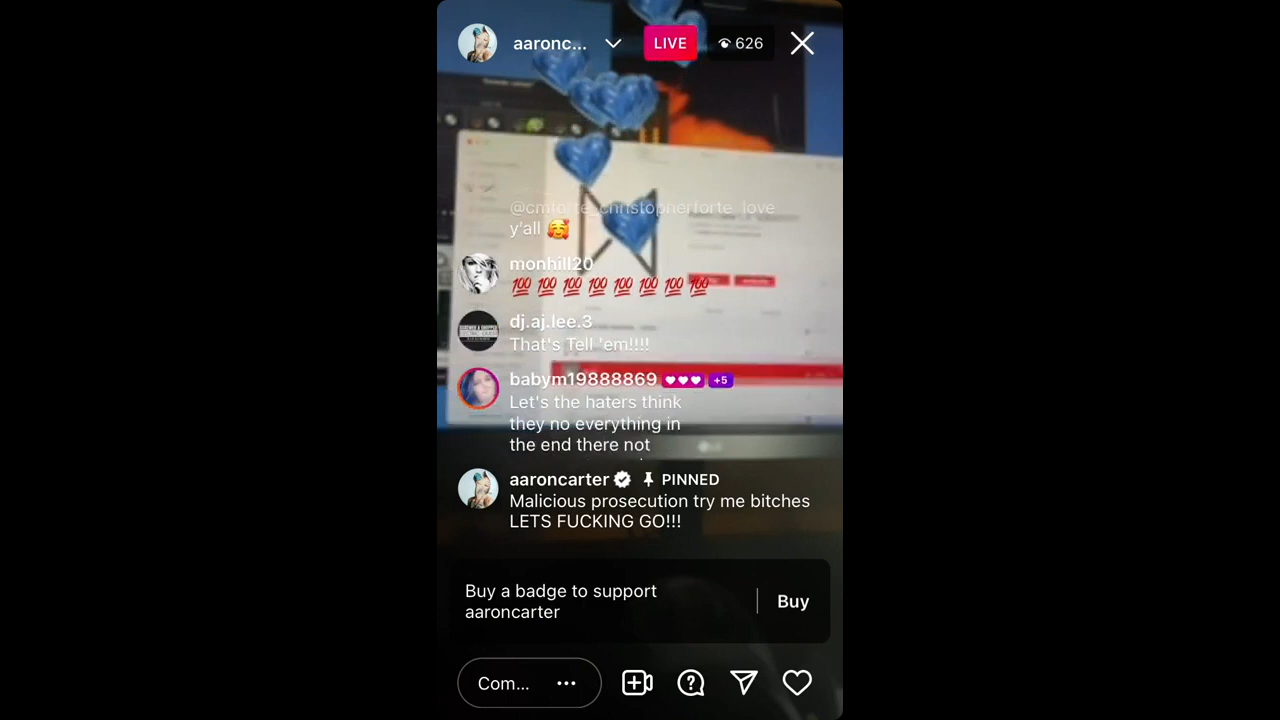 aaronc...
LIVE
626
@cmforte_christopherforte love
y'all 🥰
monhill20
💯💯💯💯💯💯💯💯
dj.aj.lee.3
That's Tell 'em!!!!
babym19888869 +5
Let's the haters think
they no everything in
the end there not
aaroncarter PINNED
Malicious prosecution try me bitches
LETS FUCKING GO!!!
Buy a badge to support
aaroncarter
Buy
Com...